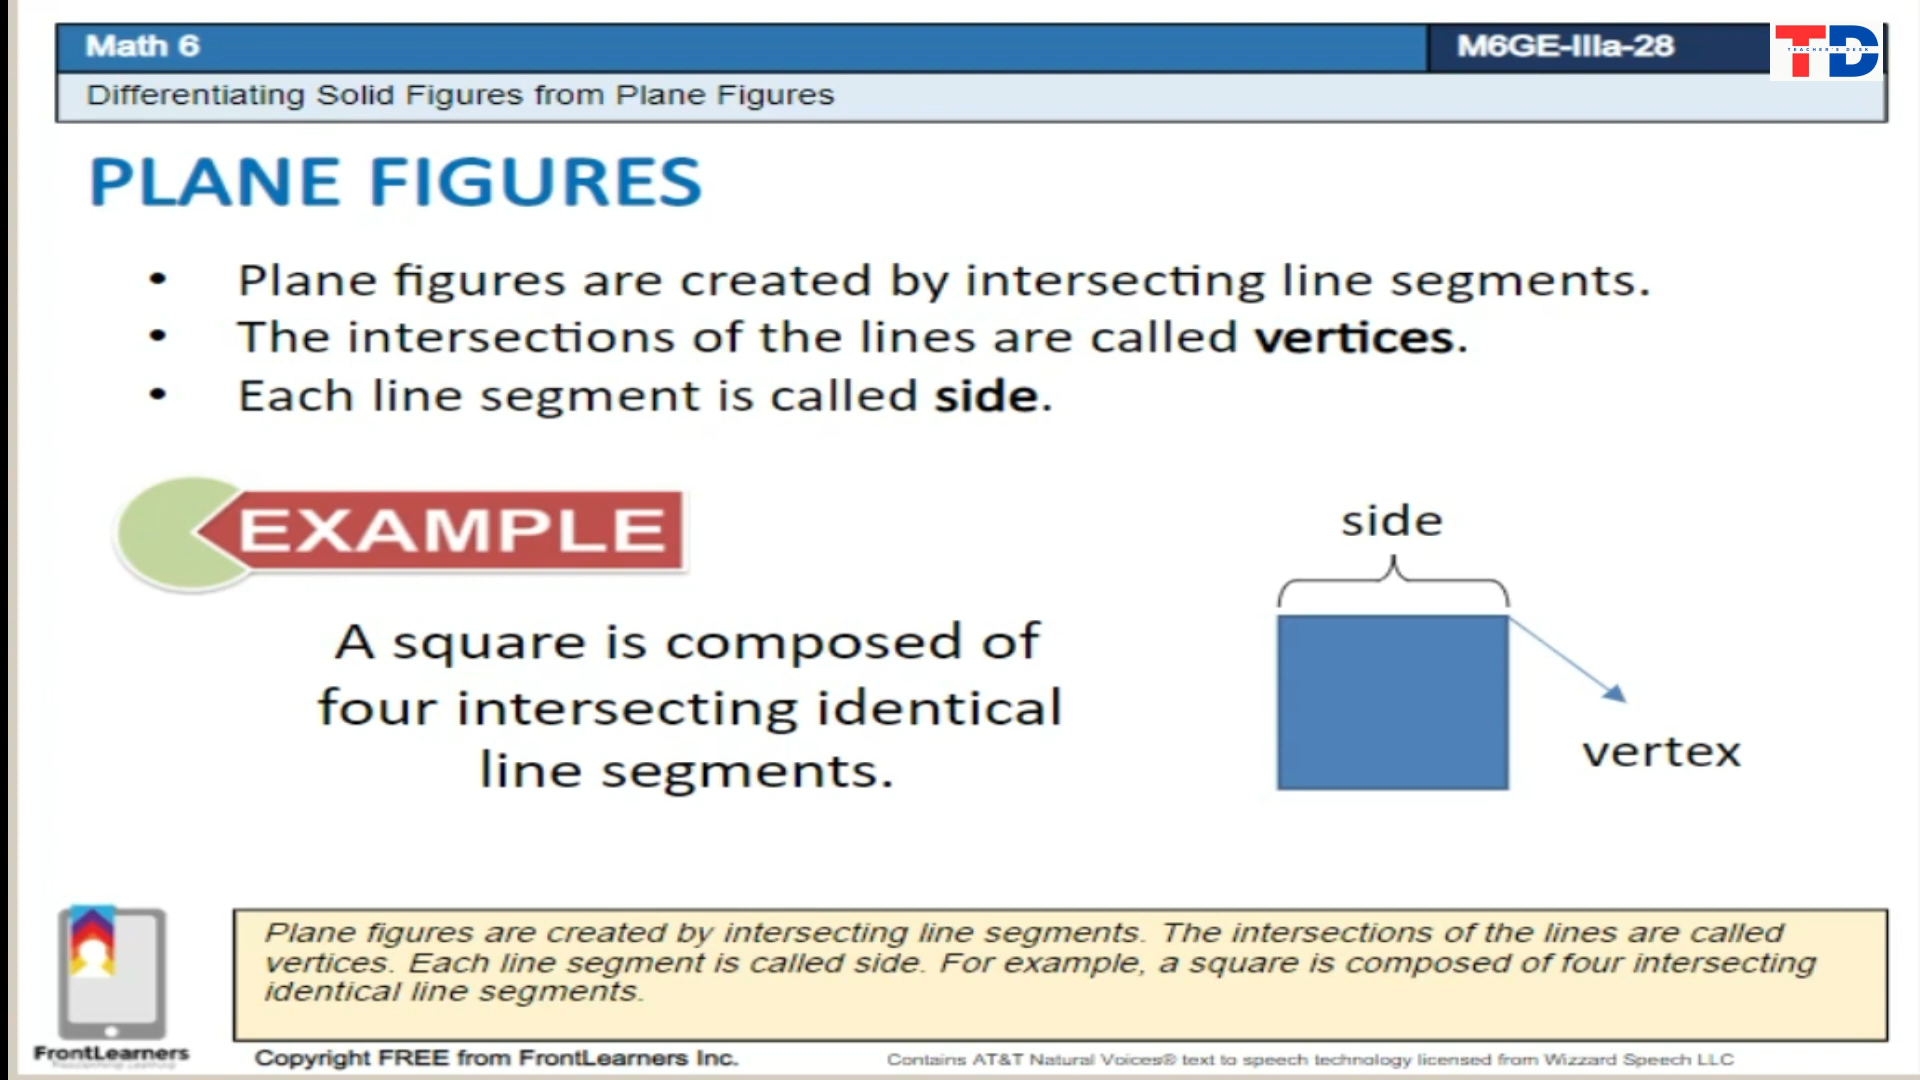 Math 6
M6GE-IIIa-28
TD
TEACHER'S DESK
Differentiating Solid Figures from Plane Figures
PLANE FIGURES
• Plane figures are created by intersecting line segments.
• The intersections of the lines are called vertices.
• Each line segment is called side.
EXAMPLE
A square is composed of
four intersecting identical
line segments.
side
vertex
Plane figures are created by intersecting line segments. The intersections of the lines are called
vertices. Each line segment is called side. For example, a square is composed of four intersecting
identical line segments.
FrontLearners
Copyright FREE from FrontLearners Inc.
Contains AT&T Natural Voices® text to speech technology licensed from Wizzard Speech LLC